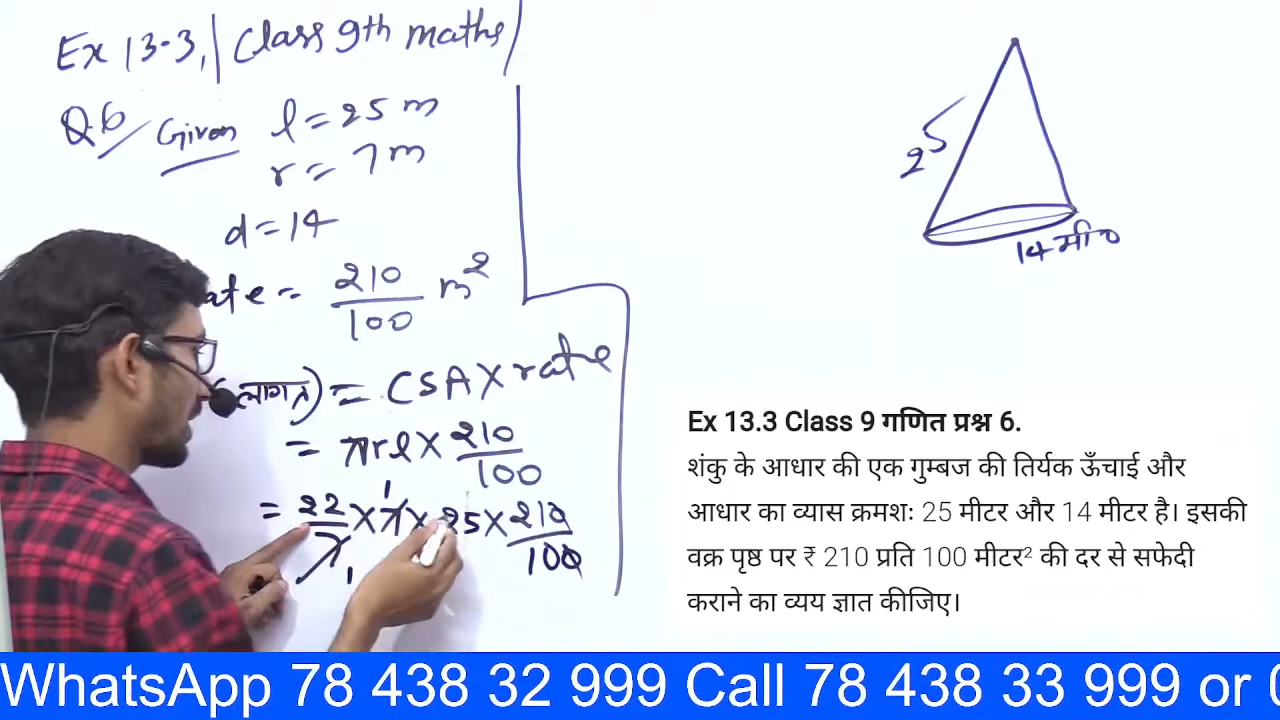 Ex 13.3, | Class 9th maths |
Q.6 / Given l = 25 m
r = 7 m
d = 14
ate = 210/100 m²
(लागत) = CSA X rate
= πrl X 210/100
= 22/7 X 7 X 25 X 210/100
1
1
25
14 मी०
Ex 13.3 Class 9 गणित प्रश्न 6.
शंकु के आधार की एक गुम्बज की तिर्यक ऊँचाई और
आधार का व्यास क्रमशः 25 मीटर और 14 मीटर है। इसकी
वक्र पृष्ठ पर ₹ 210 प्रति 100 मीटर² की दर से सफेदी
कराने का व्यय ज्ञात कीजिए।
WhatsApp 78 438 32 999 Call 78 438 33 999 or